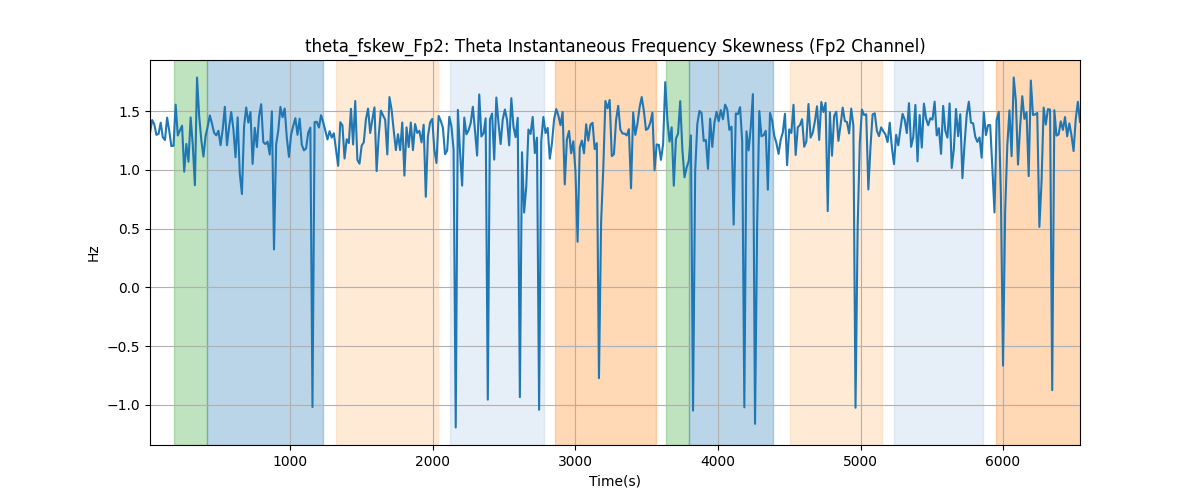 theta_fskew_Fp2: Theta Instantaneous Frequency Skewness (Fp2 Channel)
1.5
1.0
0.5
0.0
−0.5
−1.0
Hz
1000 2000 3000 4000 5000 6000
Time(s)